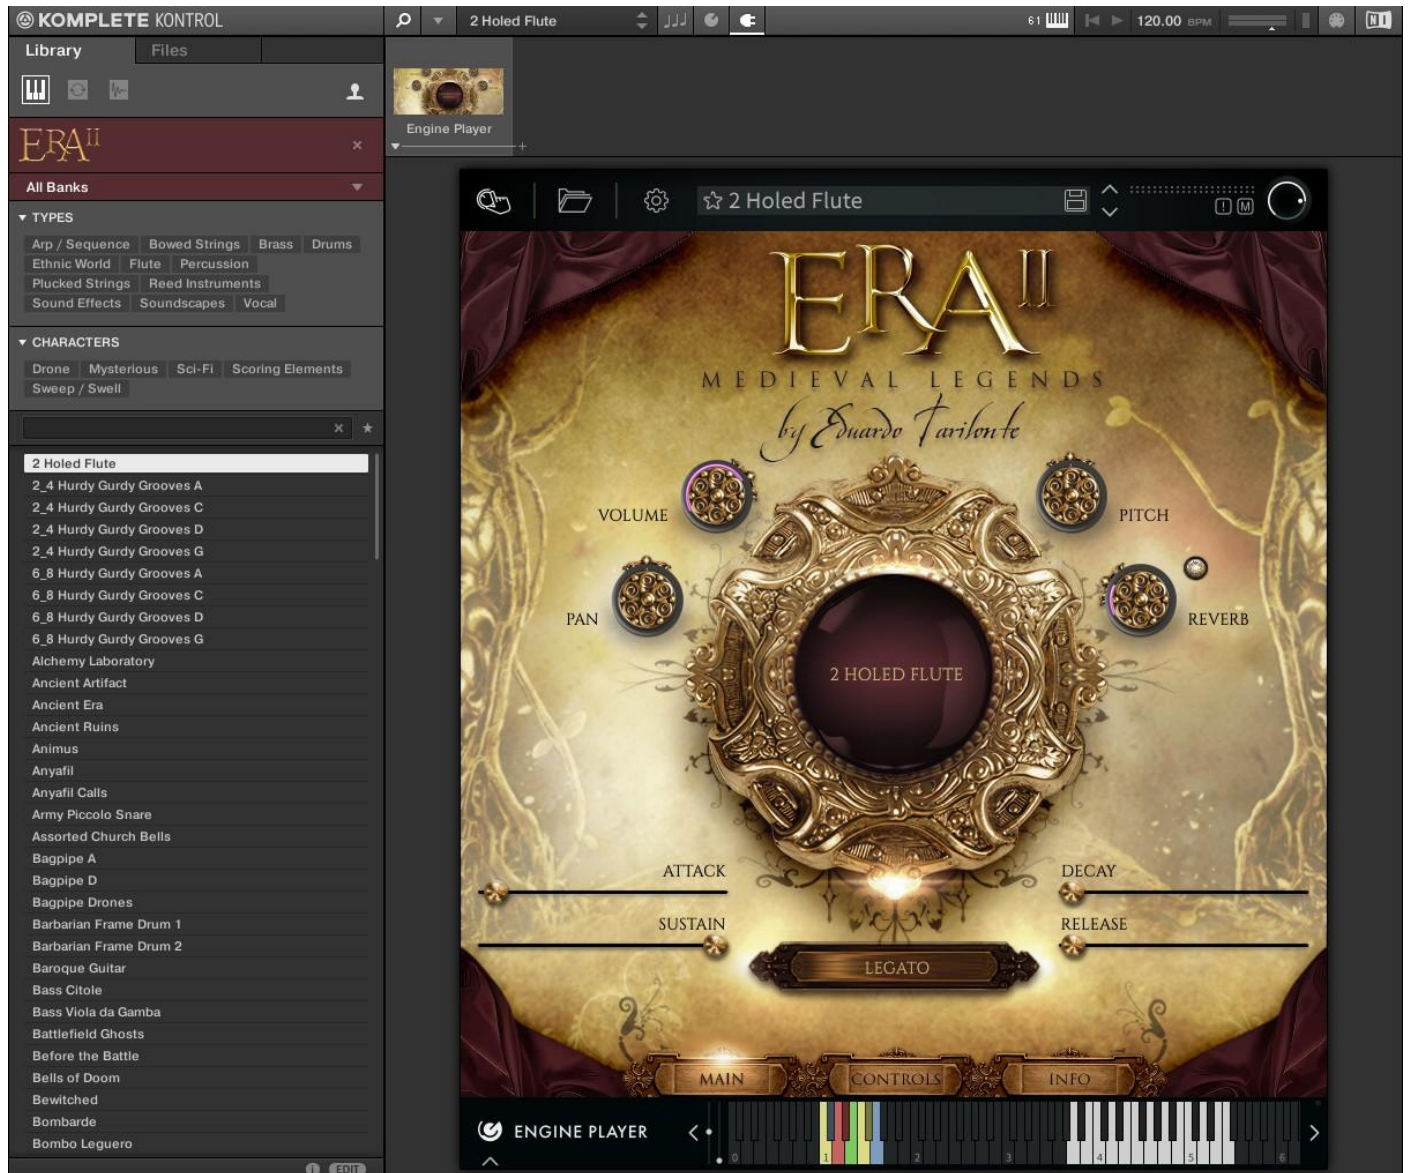 KOMPLETE KONTROL
2 Holed Flute
61
120.00 BPM
NI
Library
Files
ERA II
All Banks
TYPES
Arp / Sequence Bowed Strings Brass Drums
Ethnic World Flute Percussion
Plucked Strings Reed Instruments
Sound Effects Soundscapes Vocal
CHARACTERS
Drone Mysterious Sci-Fi Scoring Elements
Sweep / Swell
2 Holed Flute
2_4 Hurdy Gurdy Grooves A
2_4 Hurdy Gurdy Grooves C
2_4 Hurdy Gurdy Grooves D
2_4 Hurdy Gurdy Grooves G
6_8 Hurdy Gurdy Grooves A
6_8 Hurdy Gurdy Grooves C
6_8 Hurdy Gurdy Grooves D
6_8 Hurdy Gurdy Grooves G
Alchemy Laboratory
Ancient Artifact
Ancient Era
Ancient Ruins
Animus
Anyafil
Anyafil Calls
Army Piccolo Snare
Assorted Church Bells
Bagpipe A
Bagpipe D
Bagpipe Drones
Barbarian Frame Drum 1
Barbarian Frame Drum 2
Baroque Guitar
Bass Citole
Bass Viola da Gamba
Battlefield Ghosts
Before the Battle
Bells of Doom
Bewitched
Bombarde
Bombo Leguero
i EDIT
Engine Player
2 Holed Flute
! M
ERA II
MEDIEVAL LEGENDS
by Eduardo Tarilonte
VOLUME
PITCH
PAN
REVERB
2 HOLED FLUTE
ATTACK
DECAY
SUSTAIN
RELEASE
LEGATO
MAIN
CONTROLS
INFO
ENGINE PLAYER
0 1 2 3 4 5 6